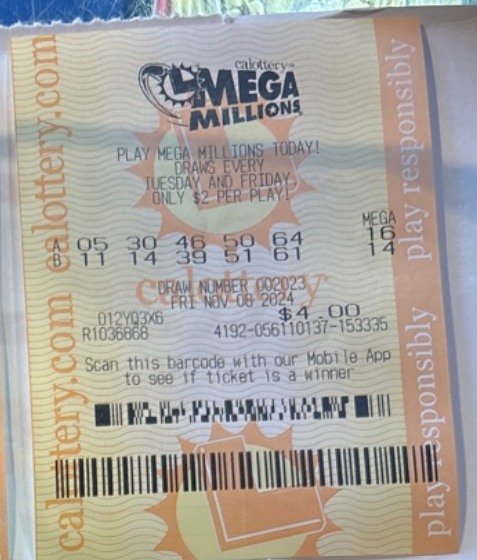 calottery
MEGA
MILLIONS
PLAY MEGA MILLIONS TODAY!
DRAWS EVERY
TUESDAY AND FRIDAY
ONLY $2 PER PLAY!
MEGA
A 05 30 46 50 64 16
B 11 14 39 51 61 14
calottery
DRAW NUMBER 002023
FRI NOV 08 2024
$4.00
012YQ3X6
R1036868 4192-056110137-153335
Scan this barcode with our Mobile App
to see if ticket is a winner
calottery.com calottery.com
play responsibly play responsibly